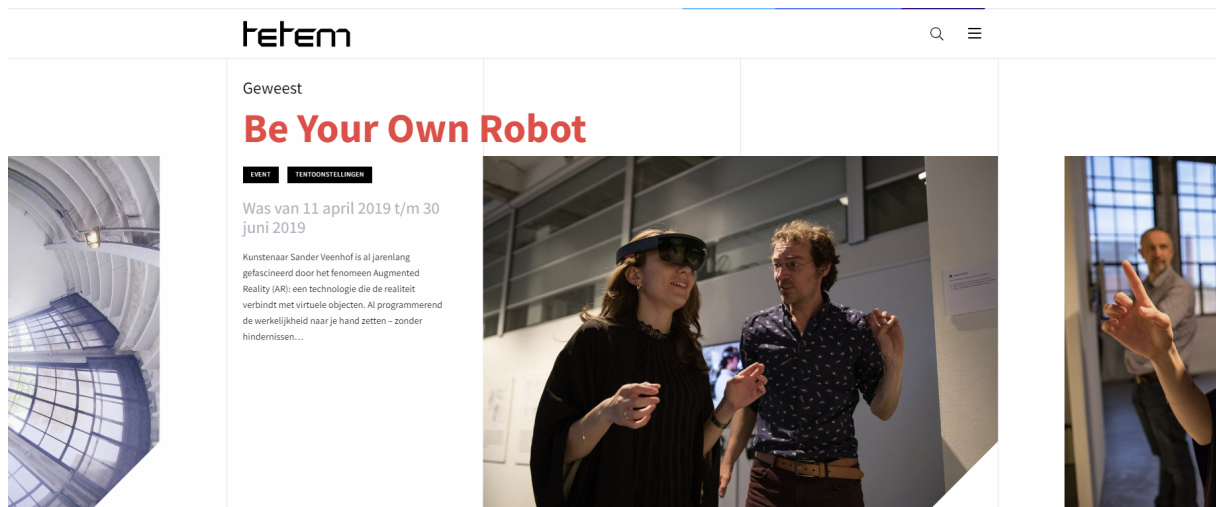 tetem
Geweest
Be Your Own Robot
EVENT
TENTOONSTELLINGEN
Was van 11 april 2019 t/m 30
juni 2019
Kunstenaar Sander Veenhof is al jarenlang
gefascineerd door het fenomeen Augmented
Reality (AR): een technologie die de realiteit
verbindt met virtuele objecten. Al programmerend
de werkelijkheid naar je hand zetten – zonder
hindernissen…